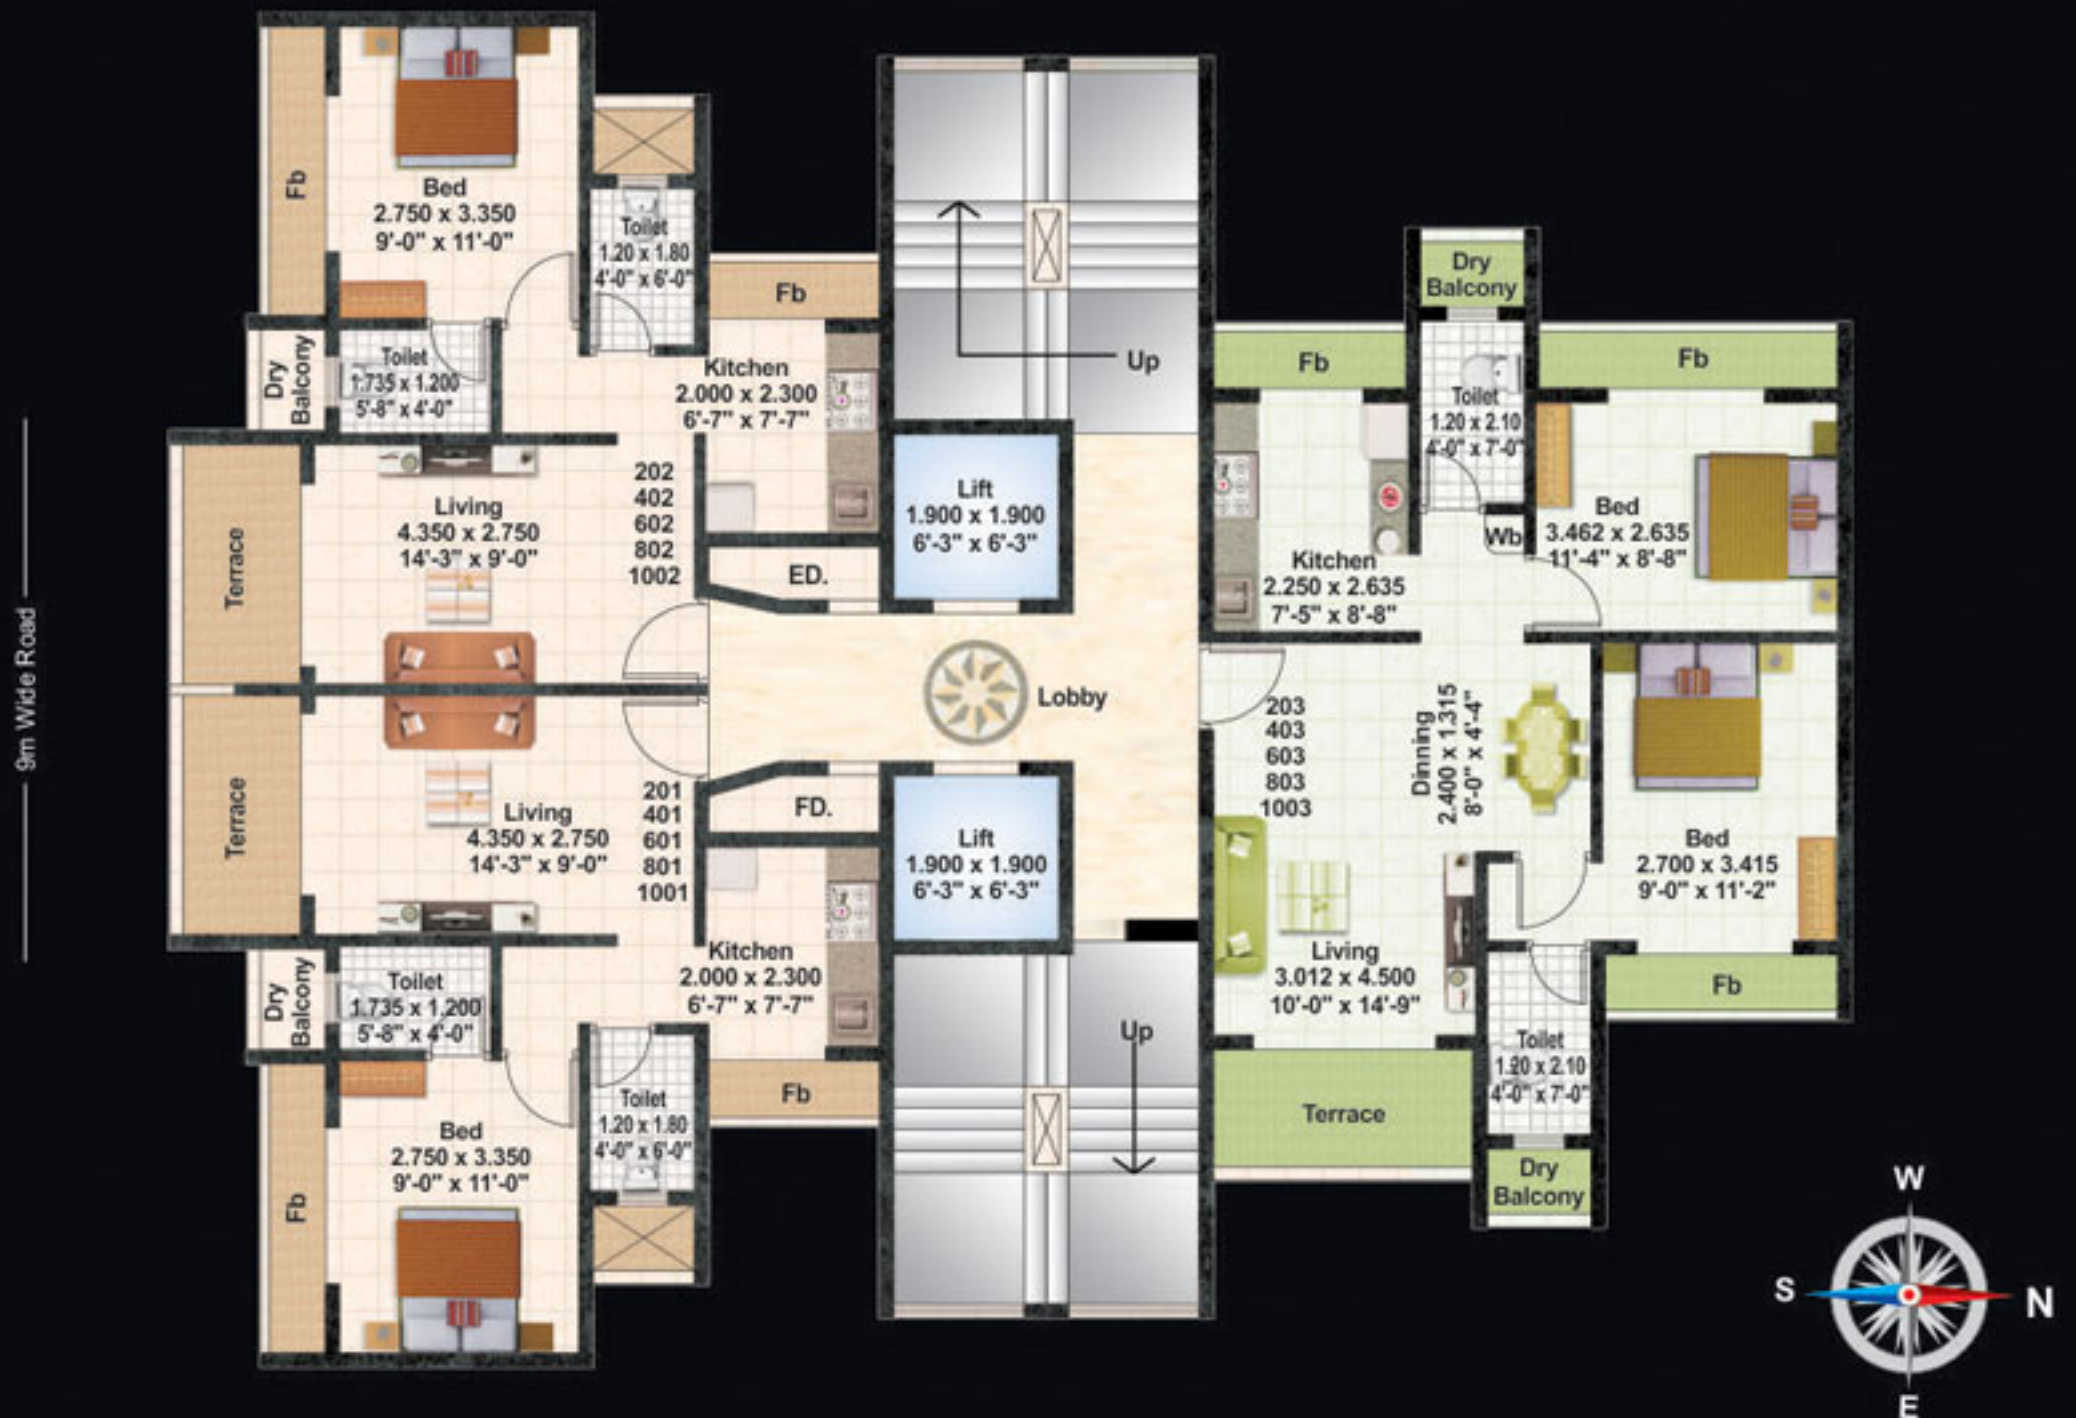 9m Wide Road
Fb
Bed
2.750 x 3.350
9'-0" x 11'-0"
Toilet
1.20 x 1.80
4'-0" x 6'-0"
Fb
Dry
Balcony
Toilet
1.735 x 1.200
5'-8" x 4'-0"
Kitchen
2.000 x 2.300
6'-7" x 7'-7"
Up
Terrace
Living
4.350 x 2.750
14'-3" x 9'-0"
202
402
602
802
1002
ED.
Lift
1.900 x 1.900
6'-3" x 6'-3"
Lobby
Terrace
Living
4.350 x 2.750
14'-3" x 9'-0"
201
401
601
801
1001
FD.
Lift
1.900 x 1.900
6'-3" x 6'-3"
Dry
Balcony
Toilet
1.735 x 1.200
5'-8" x 4'-0"
Kitchen
2.000 x 2.300
6'-7" x 7'-7"
Up
Fb
Bed
2.750 x 3.350
9'-0" x 11'-0"
Toilet
1.20 x 1.80
4'-0" x 6'-0"
Fb
Dry
Balcony
Fb
Toilet
1.20 x 2.10
4'-0" x 7'-0"
Fb
Kitchen
2.250 x 2.635
7'-5" x 8'-8"
Wb
Bed
3.462 x 2.635
11'-4" x 8'-8"
203
403
603
803
1003
Dinning
2.400 x 1.315
8'-0" x 4'-4"
Bed
2.700 x 3.415
9'-0" x 11'-2"
Living
3.012 x 4.500
10'-0" x 14'-9"
Fb
Toilet
1.20 x 2.10
4'-0" x 7'-0"
Terrace
Dry
Balcony
W
S
N
E